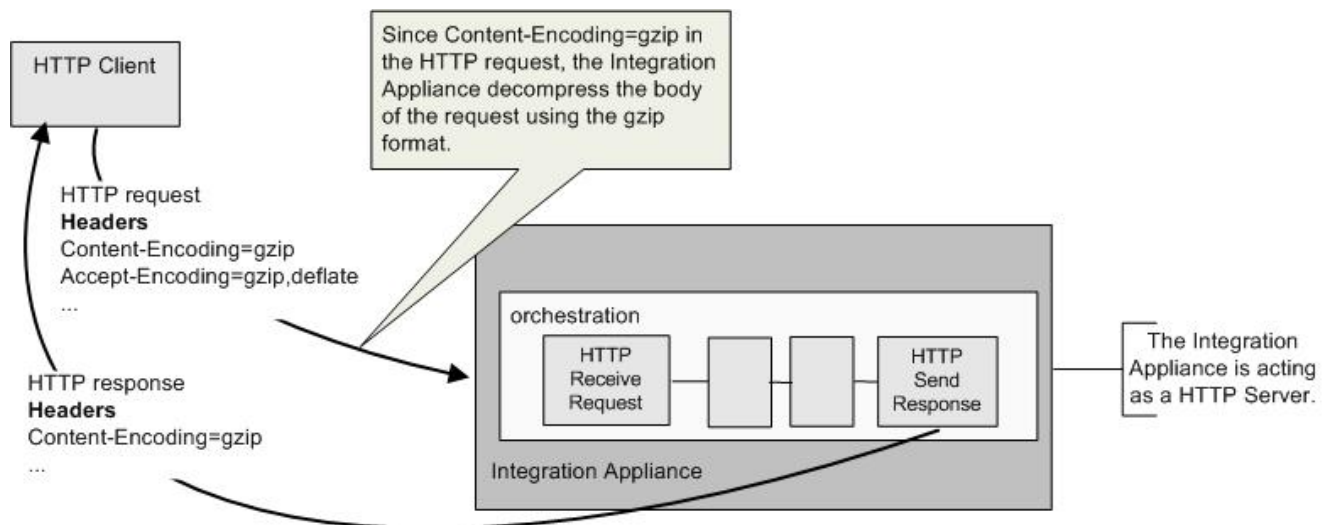 HTTP Client
Since Content-Encoding=gzip in
the HTTP request, the Integration
Appliance decompress the body
of the request using the gzip
format.
HTTP request
Headers
Content-Encoding=gzip
Accept-Encoding=gzip,deflate
...
orchestration
HTTP
Receive
Request
HTTP
Send
Response
Integration Appliance
The Integration
Appliance is acting
as a HTTP Server.
HTTP response
Headers
Content-Encoding=gzip
...